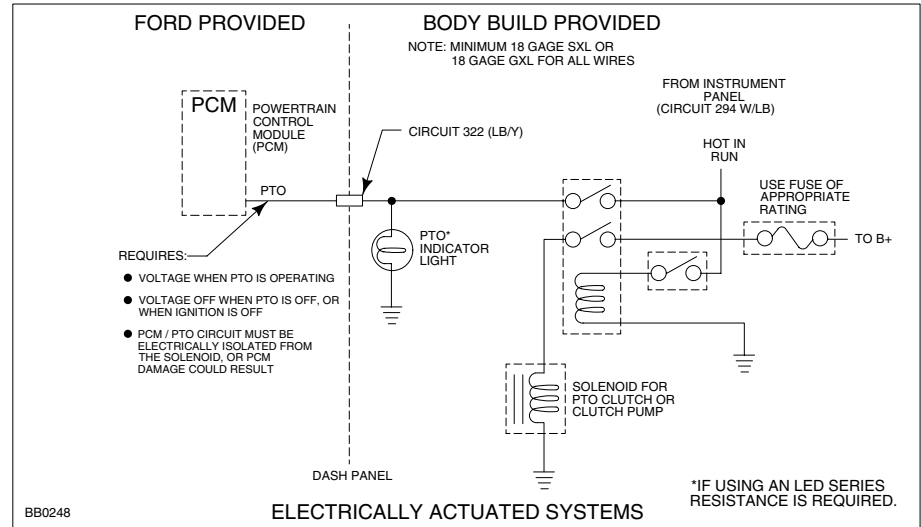 FORD PROVIDED
BODY BUILD PROVIDED
NOTE: MINIMUM 18 GAGE SXL OR
18 GAGE GXL FOR ALL WIRES
PCM
POWERTRAIN
CONTROL
MODULE
(PCM)
CIRCUIT 322 (LB/Y)
FROM INSTRUMENT
PANEL
(CIRCUIT 294 W/LB)
HOT IN
RUN
USE FUSE OF
APPROPRIATE
RATING
TO B+
PTO
PTO*
INDICATOR
LIGHT
REQUIRES:
● VOLTAGE WHEN PTO IS OPERATING
● VOLTAGE OFF WHEN PTO IS OFF, OR
WHEN IGNITION IS OFF
● PCM / PTO CIRCUIT MUST BE
ELECTRICALLY ISOLATED FROM
THE SOLENOID, OR PCM
DAMAGE COULD RESULT
SOLENOID FOR
PTO CLUTCH OR
CLUTCH PUMP
DASH PANEL
*IF USING AN LED SERIES
RESISTANCE IS REQUIRED.
BB0248
ELECTRICALLY ACTUATED SYSTEMS